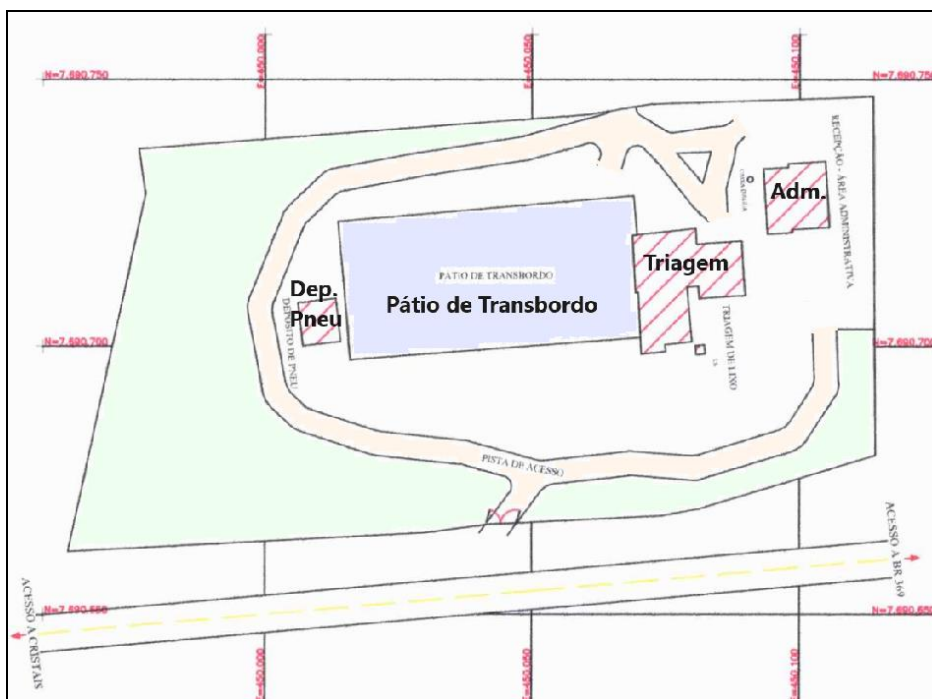 E=450.000
E=450.050
E=450.100
N=7.690.750
N=7.690.750
RECEPÇÃO - ÁREA ADMINISTRATIVA
CAIXA D'ÁGUA
Adm.
Triagem
PÁTIO DE TRANSBORDO
Pátio de Transbordo
Dep.
Pneu
DEPÓSITO DE PNEU
TRIAGEM DE LIXO
N=7.690.700
N=7.690.700
PISTA DE ACESSO
ACESSO A BR 369
ACESSO A CRISTAIS
N=7.690.650
N=7.690.650
E=450.000
E=450.050
E=450.100